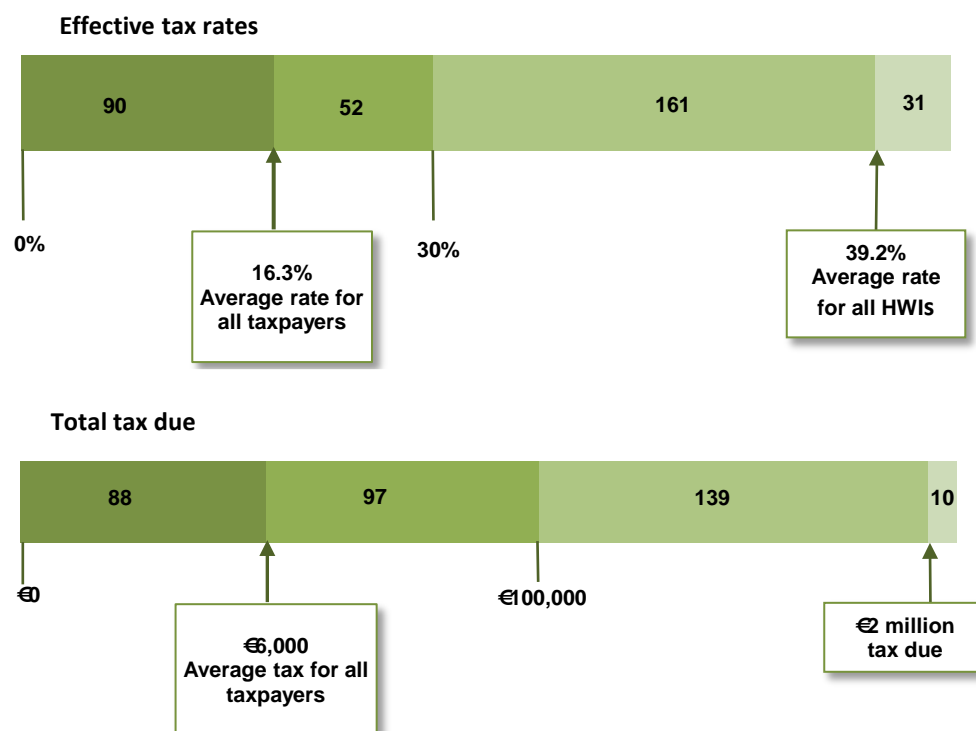 Effective tax rates
90
52
161
31
0%
30%
16.3%
Average rate for
all taxpayers
39.2%
Average rate
for all HWIs
Total tax due
88
97
139
10
€0
€100,000
€6,000
Average tax for all
taxpayers
€2 million
tax due